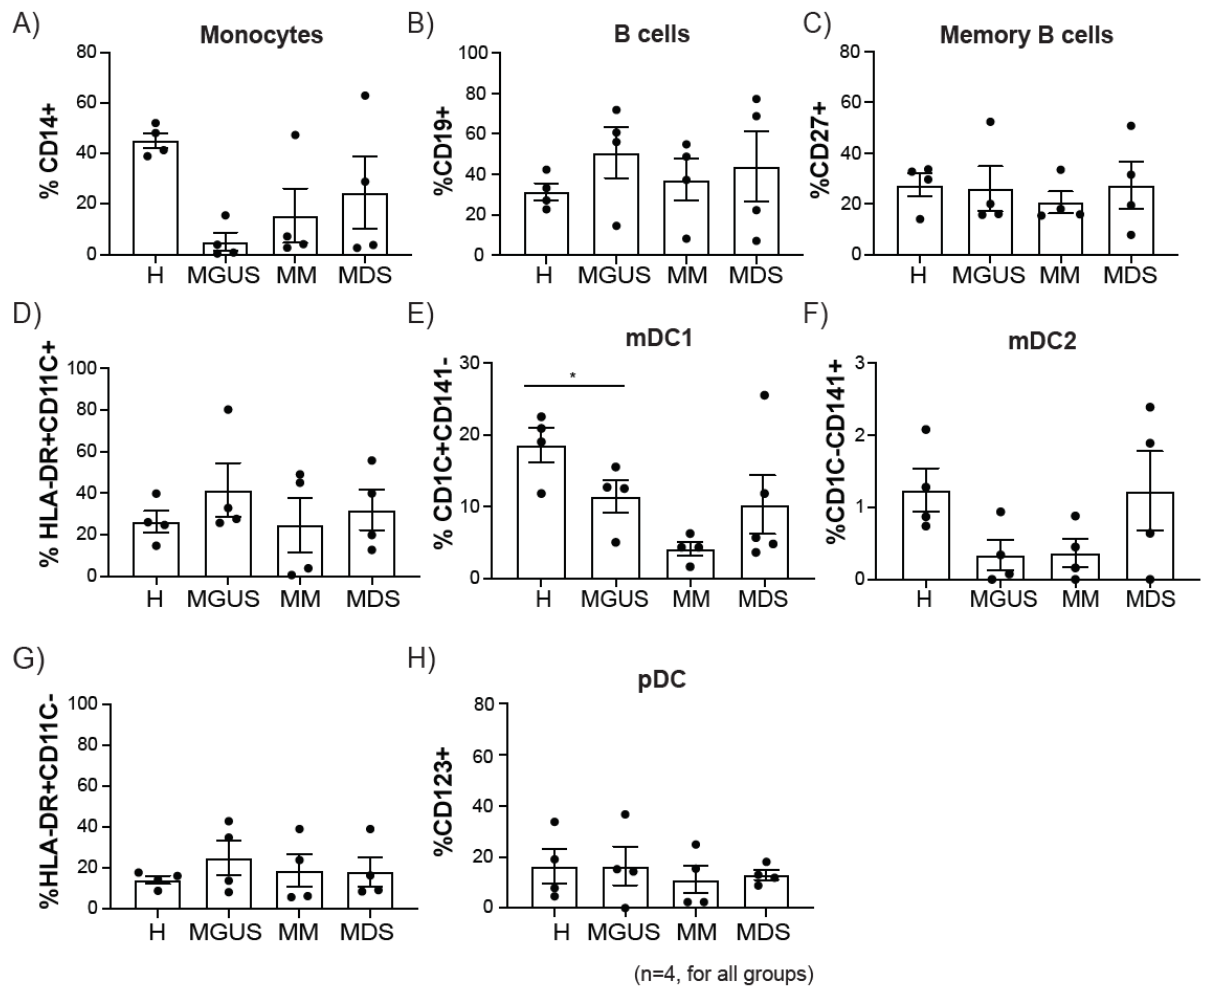 A)
Monocytes
% CD14+
80
60
40
20
0
H MGUS MM MDS
B)
B cells
%CD19+
100
80
60
40
20
0
H MGUS MM MDS
C)
Memory B cells
%CD27+
80
60
40
20
0
H MGUS MM MDS
D)
% HLA-DR+CD11C+
100
80
60
40
20
0
H MGUS MM MDS
E)
mDC1
% CD1C+CD141-
30
20
10
0
*
H MGUS MM MDS
F)
mDC2
%CD1C-CD141+
3
2
1
0
H MGUS MM MDS
G)
%HLA-DR+CD11C-
100
80
60
40
20
0
H MGUS MM MDS
H)
pDC
%CD123+
80
60
40
20
0
H MGUS MM MDS
(n=4, for all groups)